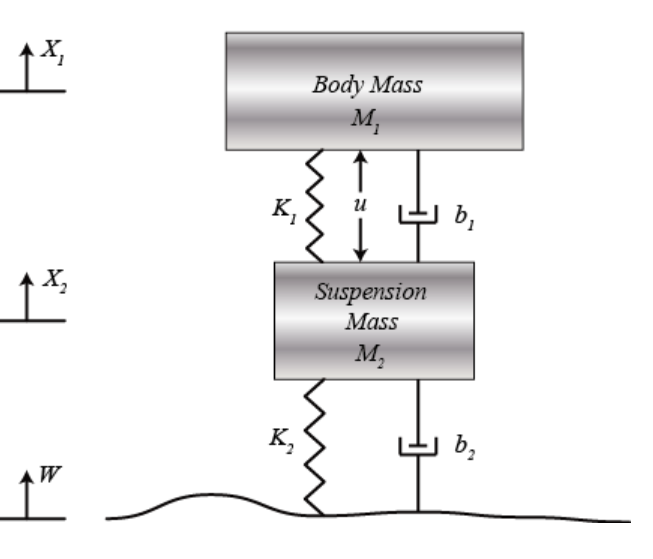 X₁
Body Mass
M₁
K₁
u
b₁
X₂
Suspension
Mass
M₂
K₂
b₂
W